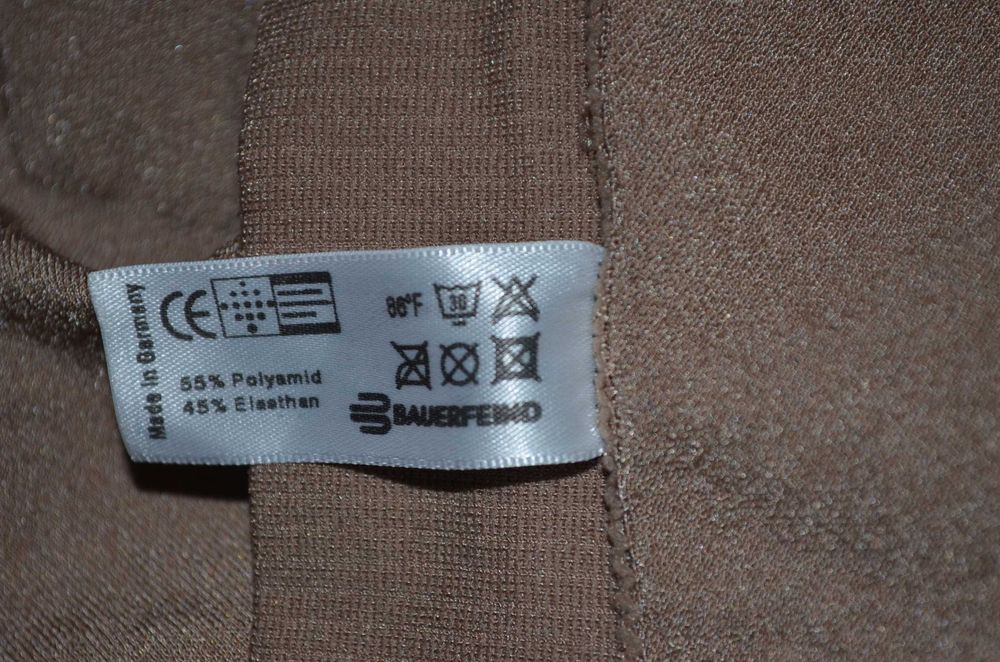 Made in Germany
CE
86°F 30
55% Polyamid
45% Elasthan
BAUERFEIND